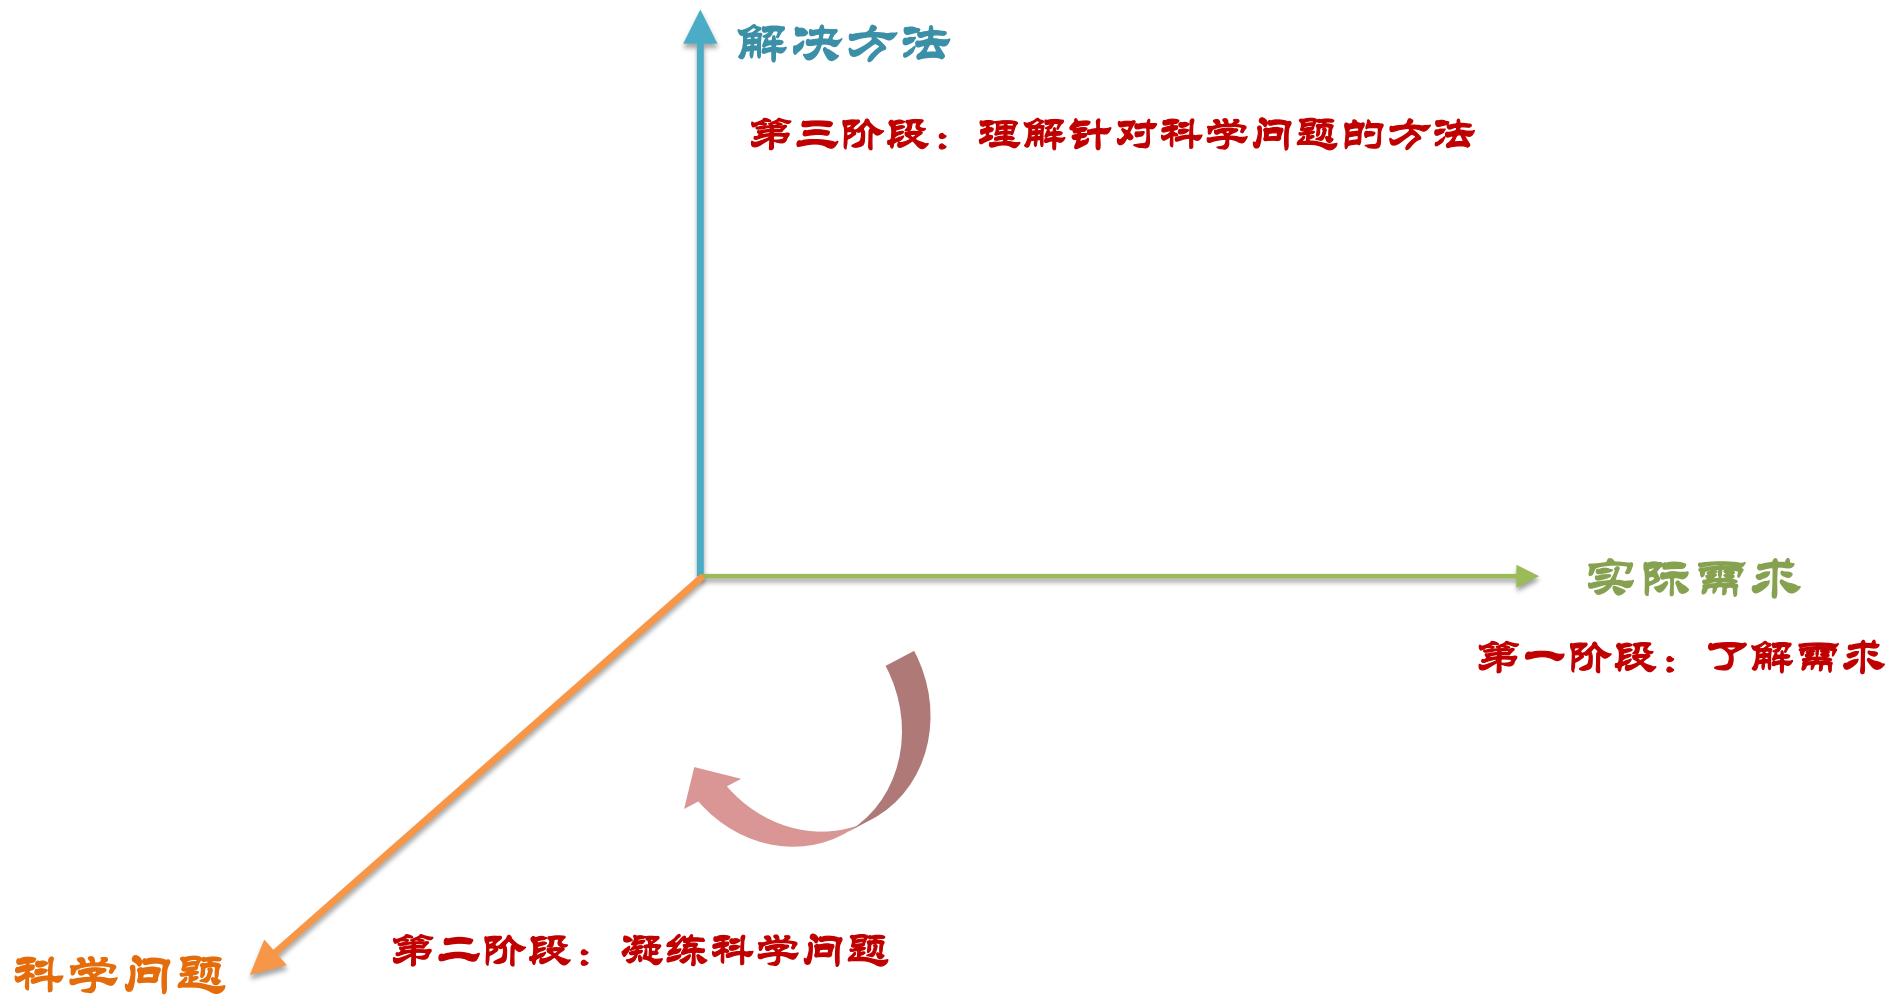 解决方法
第三阶段：理解针对科学问题的方法
实际需求
第一阶段：了解需求
第二阶段：凝练科学问题
科学问题